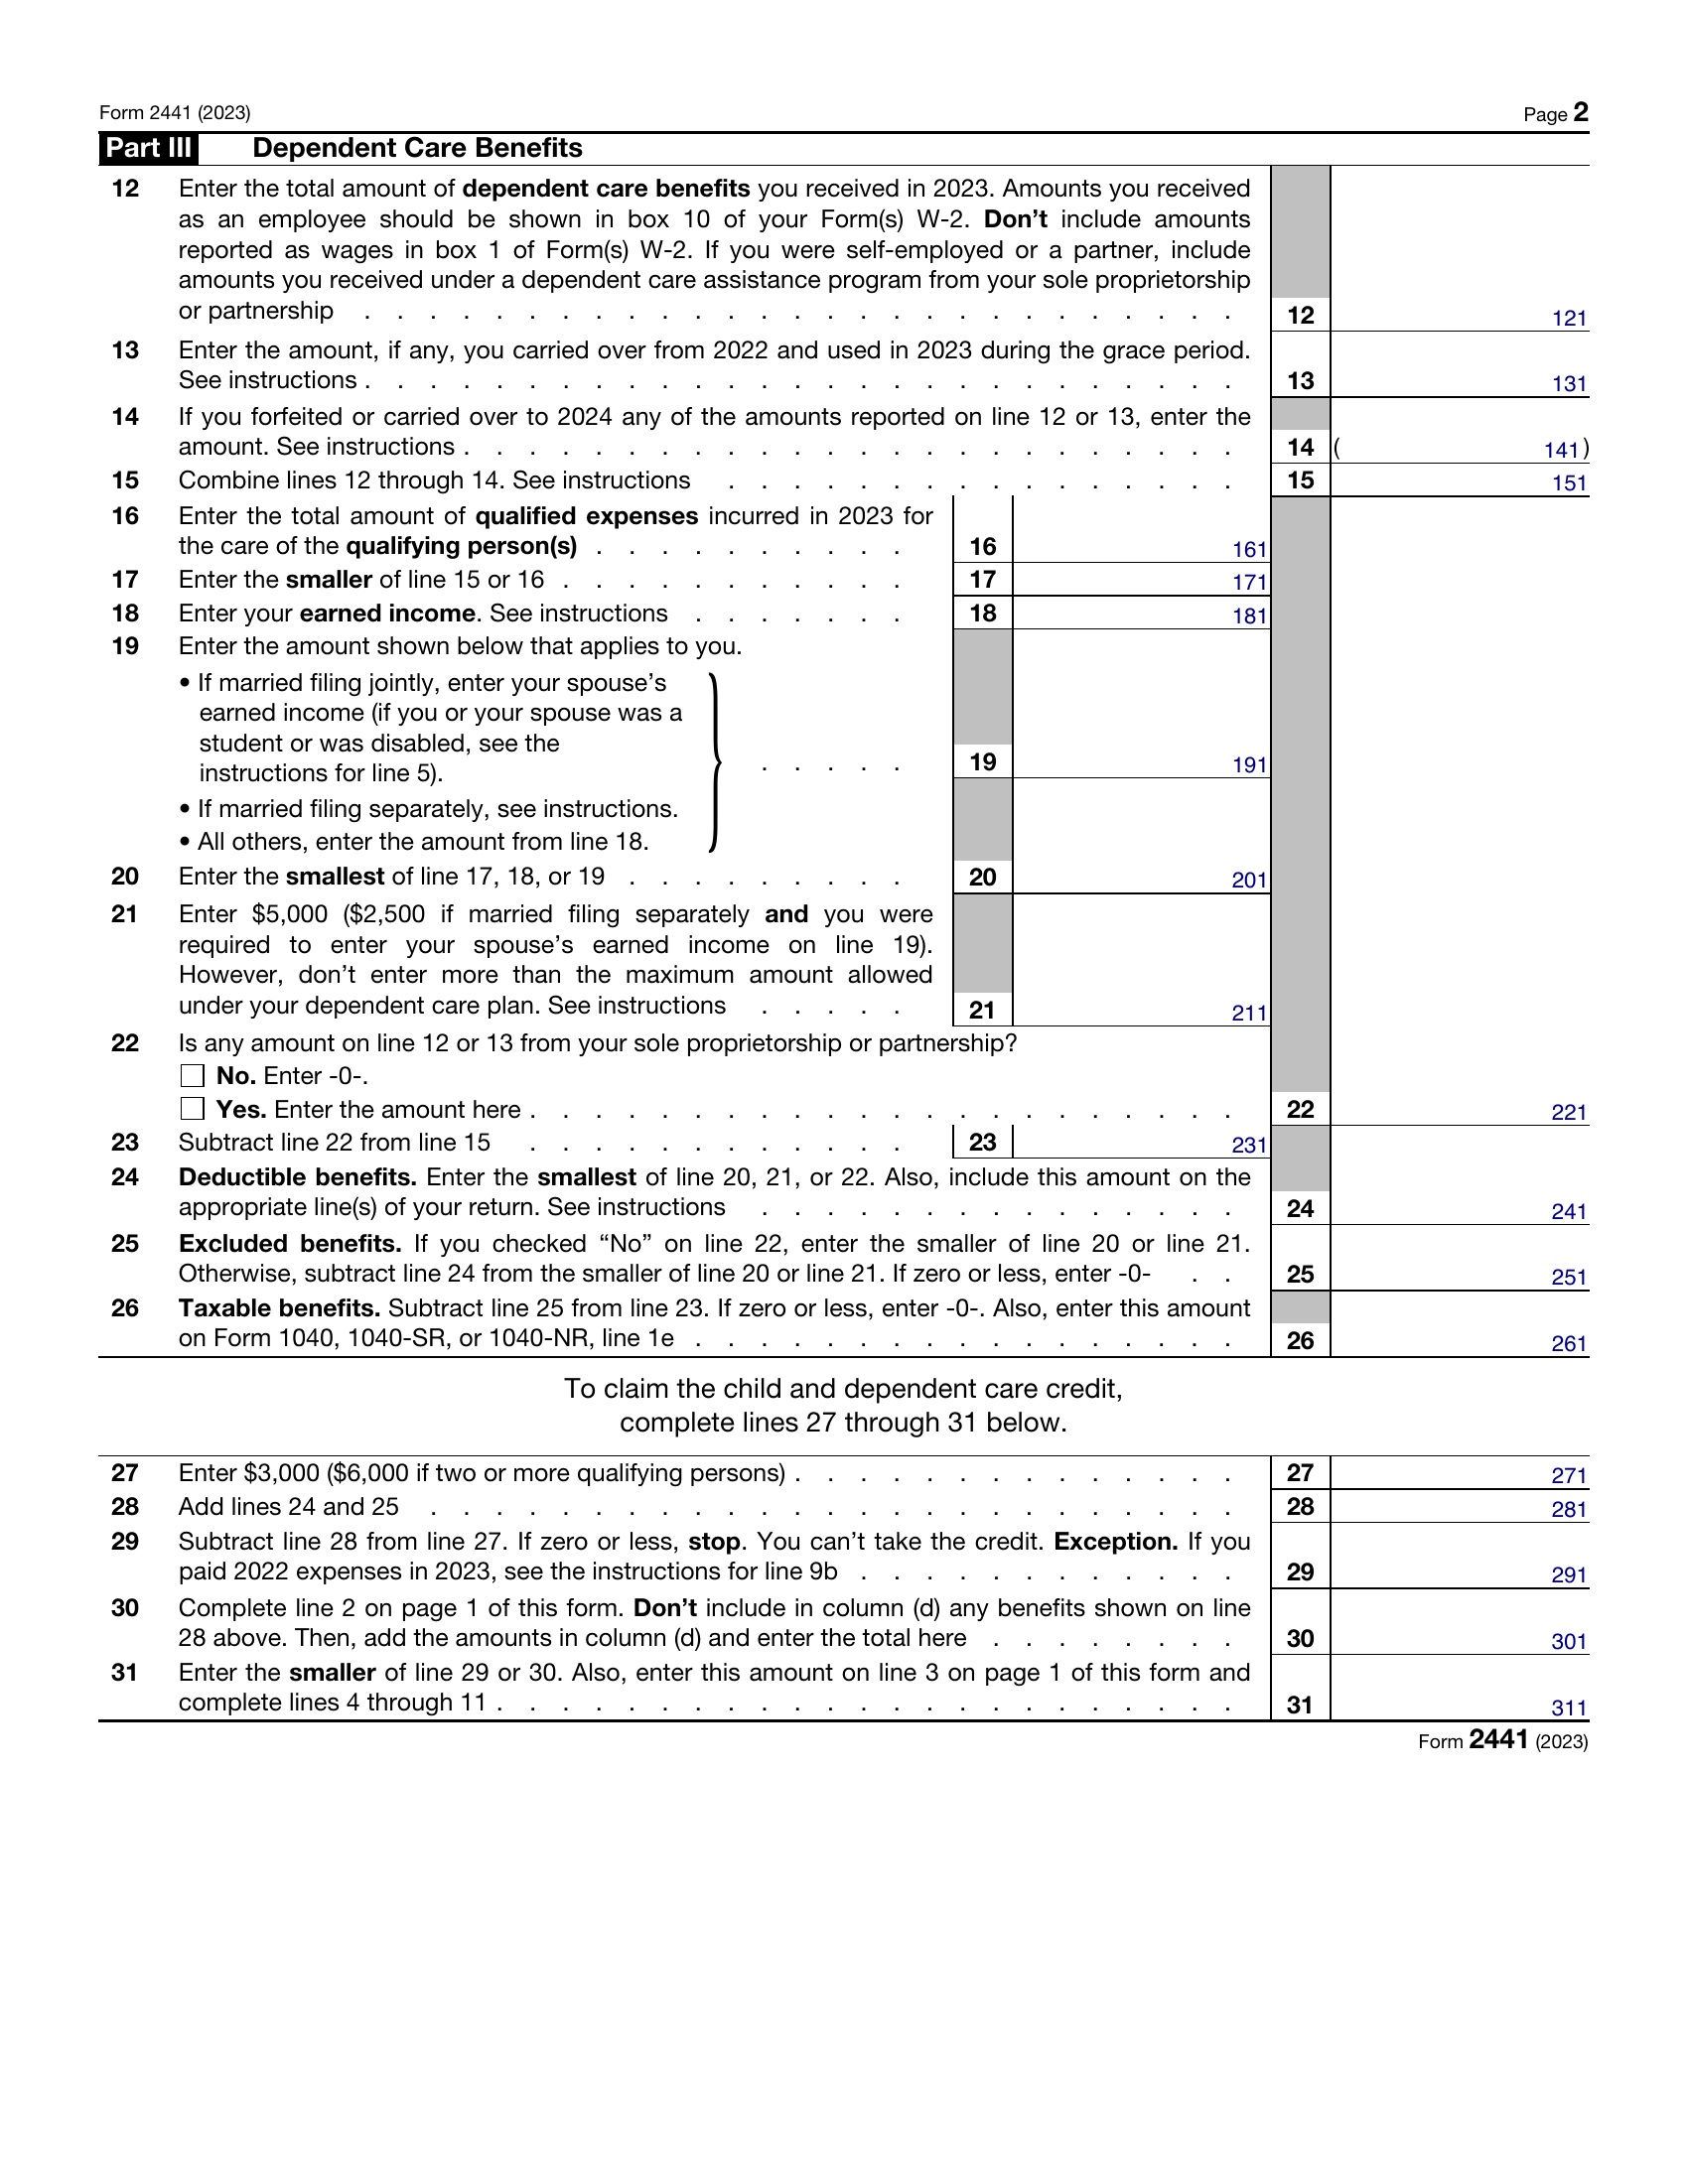 Form 2441 (2023) Page 2
Part III Dependent Care Benefits
12 Enter the total amount of dependent care benefits you received in 2023. Amounts you received
as an employee should be shown in box 10 of your Form(s) W-2. Don’t include amounts
reported as wages in box 1 of Form(s) W-2. If you were self-employed or a partner, include
amounts you received under a dependent care assistance program from your sole proprietorship
or partnership . . . . . . . . . . . . . . . . . . . . . . . . . . . 12 121
13 Enter the amount, if any, you carried over from 2022 and used in 2023 during the grace period.
See instructions . . . . . . . . . . . . . . . . . . . . . . . . . . . 13 131
14 If you forfeited or carried over to 2024 any of the amounts reported on line 12 or 13, enter the
amount. See instructions . . . . . . . . . . . . . . . . . . . . . . . . 14 ( 141 )
15 Combine lines 12 through 14. See instructions . . . . . . . . . . . . . . . . 15 151
16 Enter the total amount of qualified expenses incurred in 2023 for
the care of the qualifying person(s) . . . . . . . . . . 16 161
17 Enter the smaller of line 15 or 16 . . . . . . . . . . . 17 171
18 Enter your earned income. See instructions . . . . . . . 18 181
19 Enter the amount shown below that applies to you.
• If married filing jointly, enter your spouse’s
earned income (if you or your spouse was a
student or was disabled, see the
instructions for line 5). . . . . . 19 191
• If married filing separately, see instructions.
• All others, enter the amount from line 18.
20 Enter the smallest of line 17, 18, or 19 . . . . . . . . . 20 201
21 Enter $5,000 ($2,500 if married filing separately and you were
required to enter your spouse’s earned income on line 19).
However, don’t enter more than the maximum amount allowed
under your dependent care plan. See instructions . . . . . 21 211
22 Is any amount on line 12 or 13 from your sole proprietorship or partnership?
No. Enter -0-.
Yes. Enter the amount here . . . . . . . . . . . . . . . . . . . . . . 22 221
23 Subtract line 22 from line 15 . . . . . . . . . . . . 23 231
24 Deductible benefits. Enter the smallest of line 20, 21, or 22. Also, include this amount on the
appropriate line(s) of your return. See instructions . . . . . . . . . . . . . . . 24 241
25 Excluded benefits. If you checked “No” on line 22, enter the smaller of line 20 or line 21.
Otherwise, subtract line 24 from the smaller of line 20 or line 21. If zero or less, enter -0- . . 25 251
26 Taxable benefits. Subtract line 25 from line 23. If zero or less, enter -0-. Also, enter this amount
on Form 1040, 1040-SR, or 1040-NR, line 1e . . . . . . . . . . . . . . . . . 26 261
To claim the child and dependent care credit,
complete lines 27 through 31 below.
27 Enter $3,000 ($6,000 if two or more qualifying persons) . . . . . . . . . . . . . . 27 271
28 Add lines 24 and 25 . . . . . . . . . . . . . . . . . . . . . . . . . 28 281
29 Subtract line 28 from line 27. If zero or less, stop. You can’t take the credit. Exception. If you
paid 2022 expenses in 2023, see the instructions for line 9b . . . . . . . . . . . . 29 291
30 Complete line 2 on page 1 of this form. Don’t include in column (d) any benefits shown on line
28 above. Then, add the amounts in column (d) and enter the total here . . . . . . . . 30 301
31 Enter the smaller of line 29 or 30. Also, enter this amount on line 3 on page 1 of this form and
complete lines 4 through 11 . . . . . . . . . . . . . . . . . . . . . . . 31 311
Form 2441 (2023)